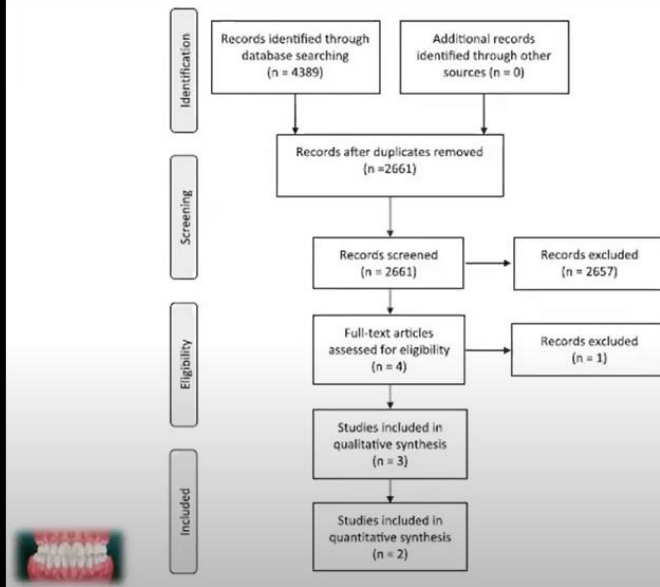 Identification
Records identified through
database searching
(n = 4389)
Additional records
identified through other
sources (n = 0)
Records after duplicates removed
(n =2661)
Screening
Records screened
(n = 2661)
Records excluded
(n = 2657)
Eligibility
Full-text articles
assessed for eligibility
(n = 4)
Records excluded
(n = 1)
Studies included in
qualitative synthesis
(n = 3)
Included
Studies included in
quantitative synthesis
(n = 2)